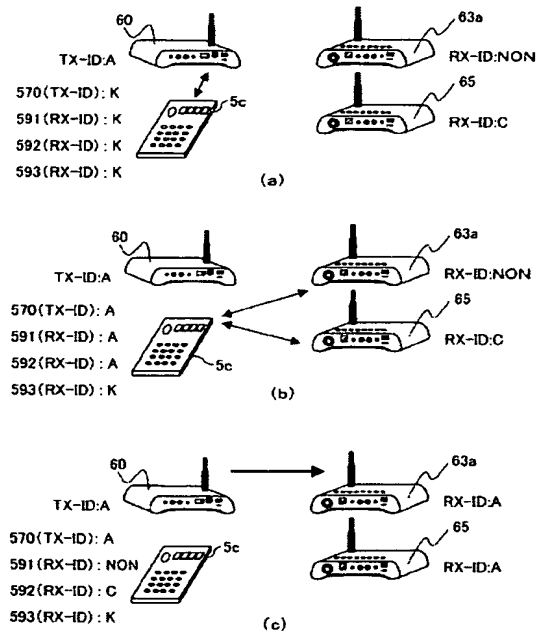 60
63a
TX-ID:A
RX-ID:NON
65
570(TX-ID): K
5c
591(RX-ID): K
RX-ID:C
592(RX-ID): K
593(RX-ID): K
(a)
60
63a
TX-ID:A
RX-ID:NON
65
570(TX-ID): A
591(RX-ID): A
RX-ID:C
592(RX-ID): A
5c
593(RX-ID): K
(b)
60
63a
TX-ID:A
RX-ID:A
65
570(TX-ID): A
5c
591(RX-ID): NON
RX-ID:A
592(RX-ID): C
593(RX-ID): K
(c)